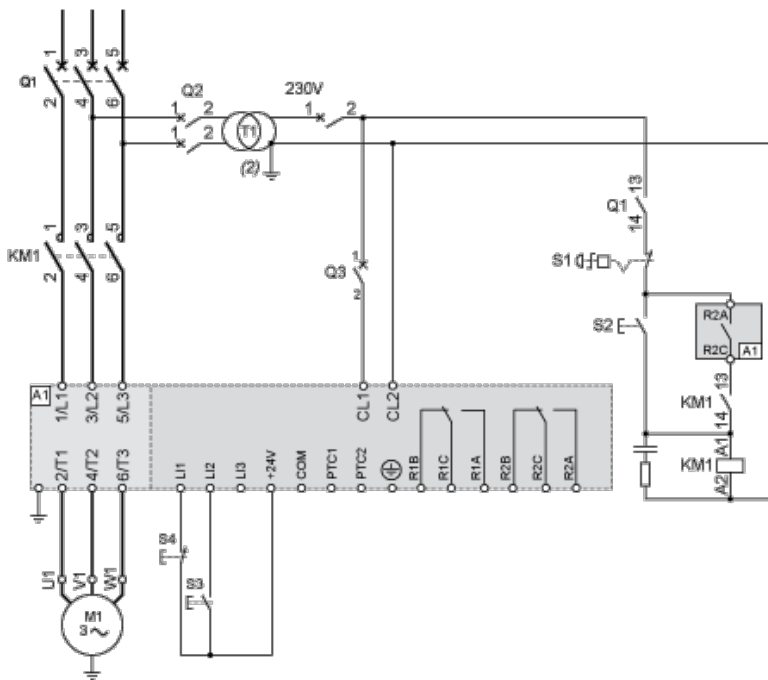 1 3 5
Q1
2 4 6
Q2
1 2
1 2
T1
(2)
230V
1 2
1 3 5
KM1
2 4 6
Q3
1
2
13
Q1
14
S1
S2
R2A
R2C
A1
13
KM1
14
A1
KM1
A2
A1
1/L1
3/L2
5/L3
CL1
CL2
2/T1
4/T2
6/T3
LI1
LI2
LI3
+24V
COM
PTC1
PTC2
R1B
R1C
R1A
R2B
R2C
R2A
S4
S3
U1
V1
W1
M1
3 ~